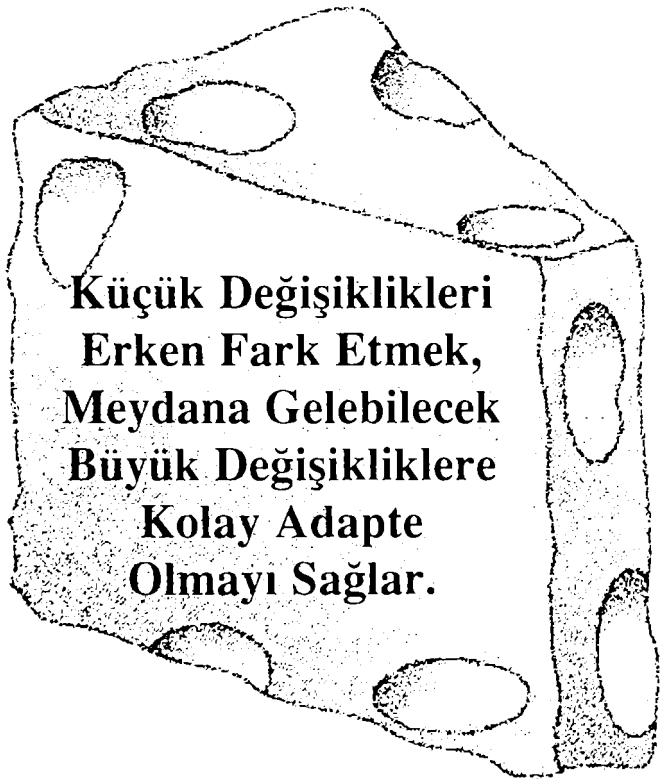 Küçük Değişiklikleri
Erken Fark Etmek,
Meydana Gelebilecek
Büyük Değişikliklere
Kolay Adapte
Olmayı Sağlar.